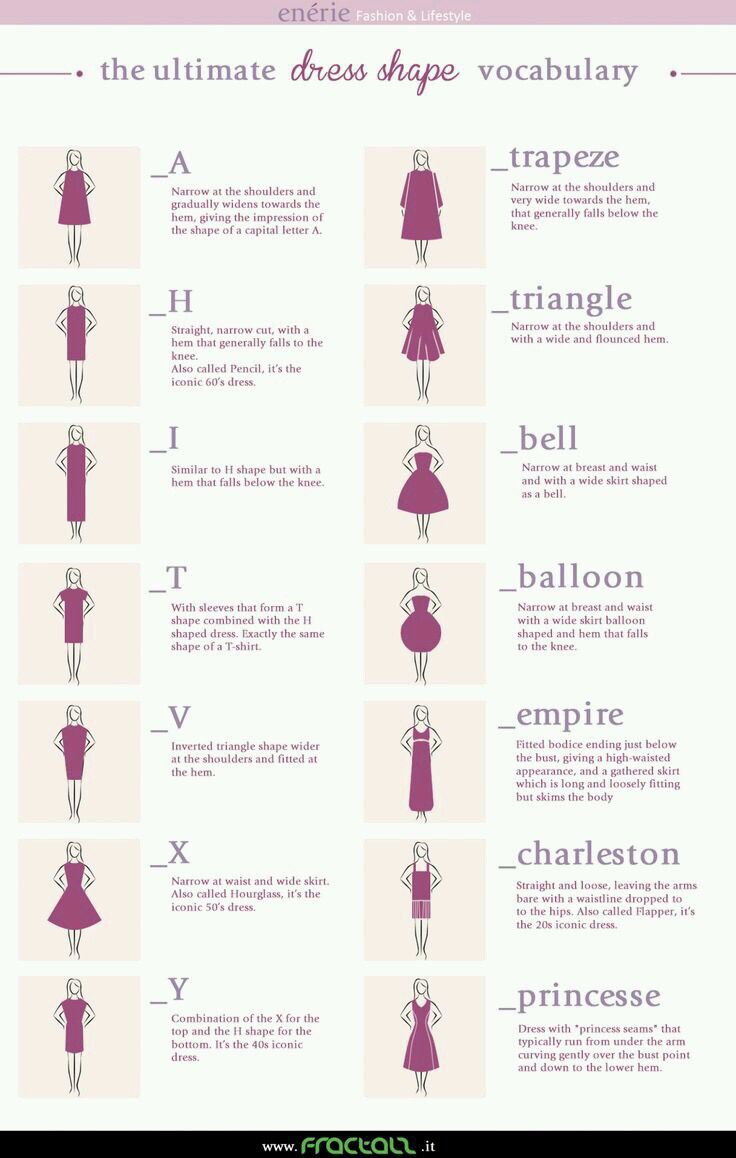 enérie Fashion & Lifestyle
the ultimate dress shape vocabulary
_A
Narrow at the shoulders and
gradually widens towards the
hem, giving the impression of
the shape of a capital letter A.
_H
Straight, narrow cut, with a
hem that generally falls to the
knee.
Also called Pencil, it's the
iconic 60's dress.
_I
Similar to H shape but with a
hem that falls below the knee.
_T
With sleeves that form a T
shape combined with the H
shaped dress. Exactly the same
shape of a T-shirt.
_V
Inverted triangle shape wider
at the shoulders and fitted at
the hem.
_X
Narrow at waist and wide skirt.
Also called Hourglass, it's the
iconic 50's dress.
_Y
Combination of the X for the
top and the H shape for the
bottom. It's the 40s iconic
dress.
_trapeze
Narrow at the shoulders and
very wide towards the hem,
that generally falls below the
knee.
_triangle
Narrow at the shoulders and
with a wide and flounced hem.
_bell
Narrow at breast and waist
and with a wide skirt shaped
as a bell.
_balloon
Narrow at breast and waist
with a wide skirt balloon
shaped and hem that falls
to the knee.
_empire
Fitted bodice ending just below
the bust, giving a high-waisted
appearance, and a gathered skirt
which is long and loosely fitting
but skims the body
_charleston
Straight and loose, leaving the arms
bare with a waistline dropped to
to the hips. Also called Flapper, it's
the 20s iconic dress.
_princesse
Dress with "princess seams" that
typically run from under the arm
curving gently over the bust point
and down to the lower hem.
www.Fractalz.it